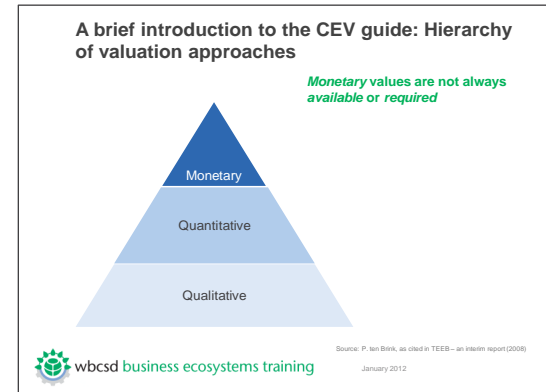 A brief introduction to the CEV guide: Hierarchy
of valuation approaches
Monetary values are not always
available or required
Monetary
Quantitative
Qualitative
Source: P. ten Brink, as cited in TEEB – an interim report (2008)
wbcsd business ecosystems training
January 2012